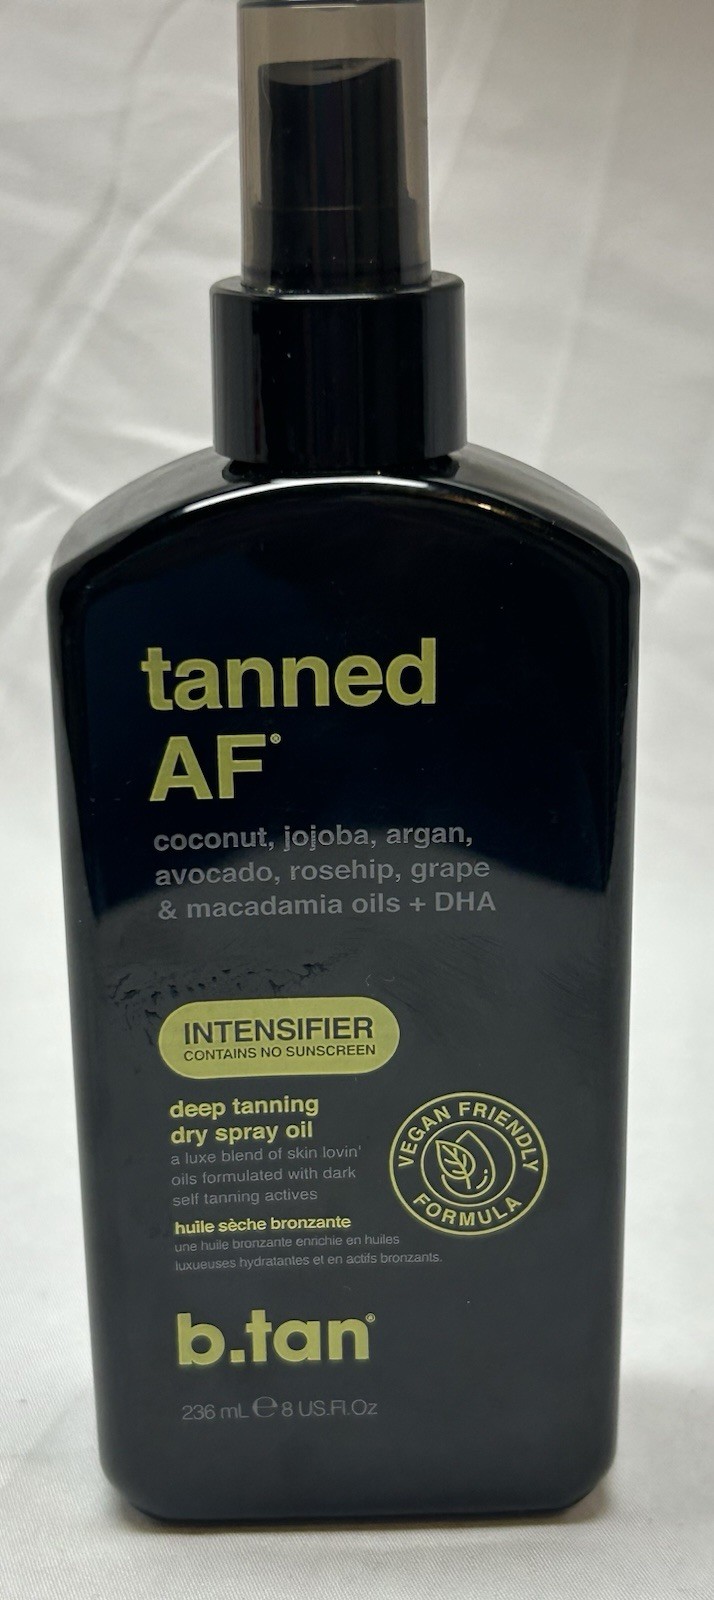 tanned
AF®
coconut, jojoba, argan,
avocado, rosehip, grape
& macadamia oils + DHA
INTENSIFIER
CONTAINS NO SUNSCREEN
deep tanning
dry spray oil
a luxe blend of skin lovin'
oils formulated with dark
self tanning actives
VEGAN FRIENDLY
FORMULA
huile sèche bronzante
une huile bronzante enrichie en huiles
luxueuses hydratantes et en actifs bronzants.
b.tan®
236 mL ℮ 8 US.Fl.Oz